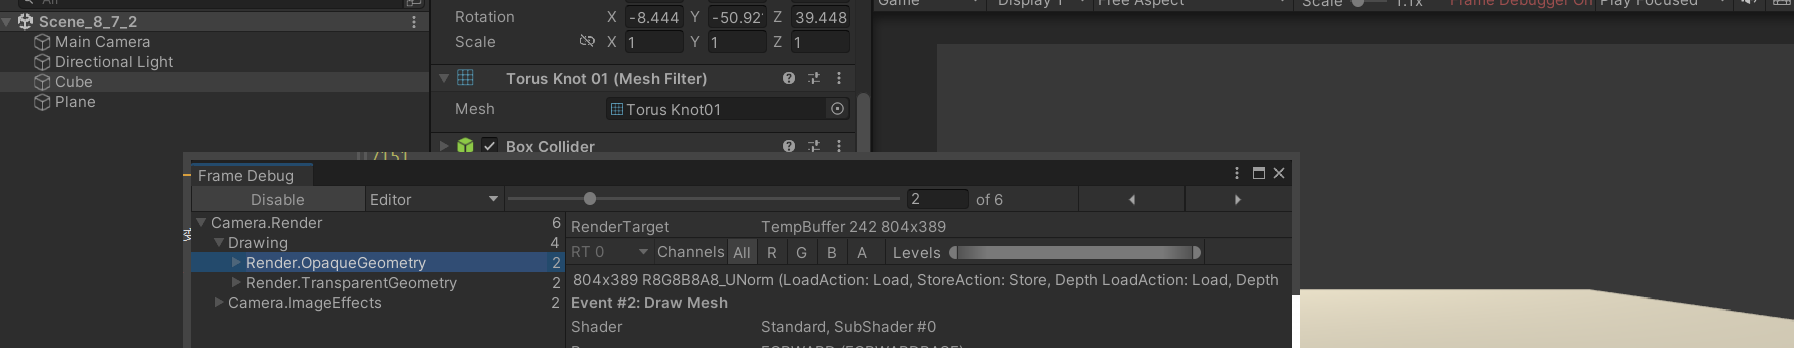 All
Scene_8_7_2
Main Camera
Directional Light
Cube
Plane
Rotation X -8.444 Y -50.92 Z 39.448
Scale X 1 Y 1 Z 1
Torus Knot 01 (Mesh Filter)
Mesh Torus Knot01
Box Collider
Game Display 1 Free Aspect Scale 1.1x Frame Debugger On Play Focused
7151
Frame Debug
Disable Editor 2 of 6
Camera.Render 6
Drawing 4
Render.OpaqueGeometry 2
Render.TransparentGeometry 2
Camera.ImageEffects 2
RenderTarget TempBuffer 242 804x389
RT 0 Channels All R G B A Levels
804x389 R8G8B8A8_UNorm (LoadAction: Load, StoreAction: Store, Depth LoadAction: Load, Depth
Event #2: Draw Mesh
Shader Standard, SubShader #0
FORWARD (FORWARDBASE)